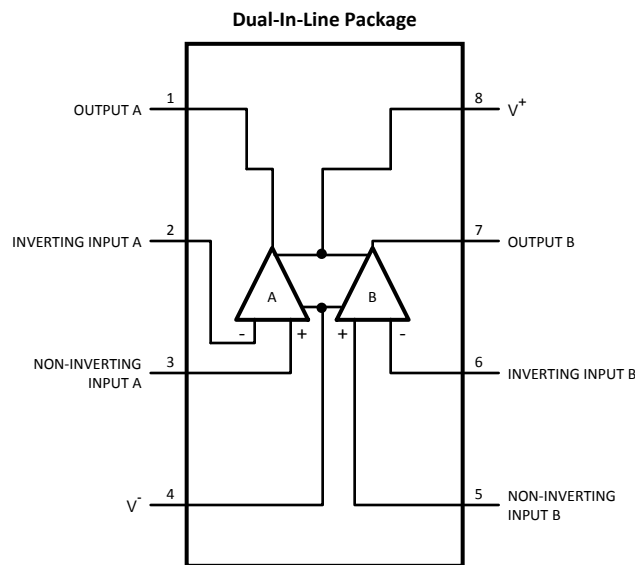 Dual-In-Line Package
1
OUTPUT A
8
V+
2
INVERTING INPUT A
7
OUTPUT B
A
B
-
+
+
-
3
NON-INVERTING
INPUT A
6
INVERTING INPUT B
4
V-
5
NON-INVERTING
INPUT B